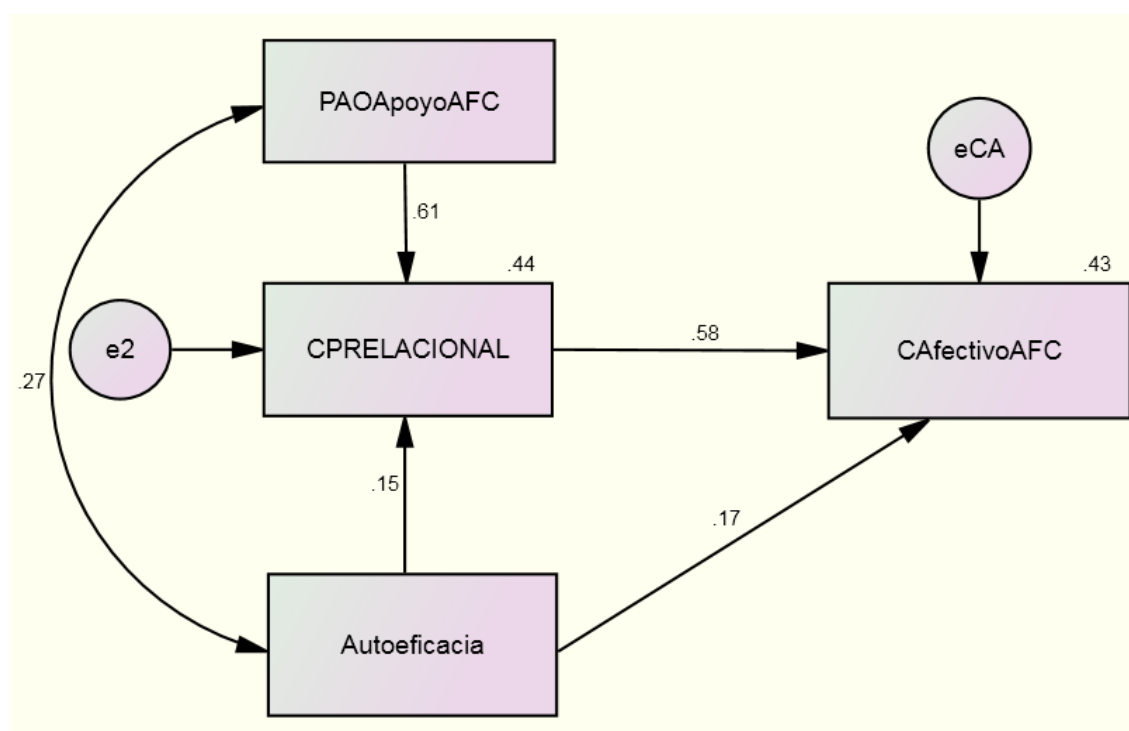 PAOApoyoAFC
eCA
.61
.44
.43
e2
CPRELACIONAL
.58
CAfectivoAFC
.27
.15
.17
Autoeficacia